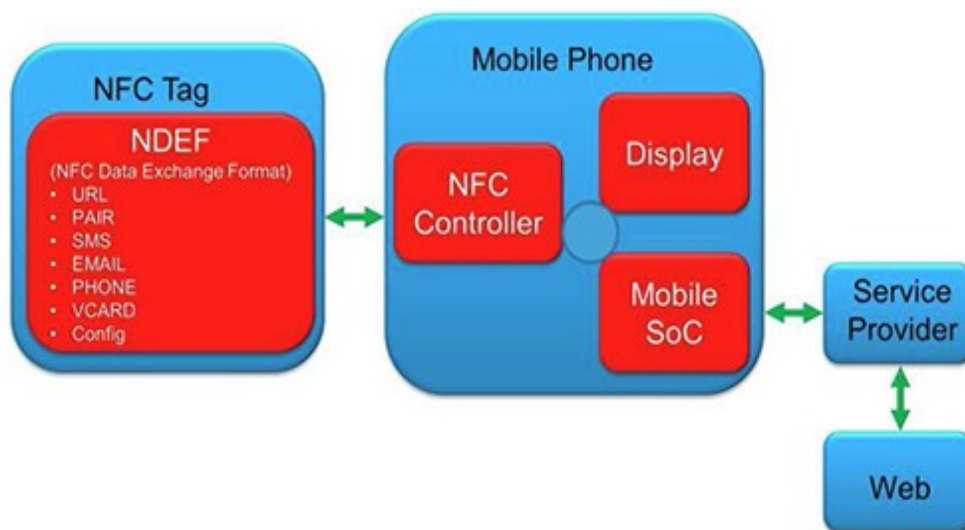 NFC Tag
NDEF
(NFC Data Exchange Format)
• URL
• PAIR
• SMS
• EMAIL
• PHONE
• VCARD
• Config
Mobile Phone
NFC
Controller
Display
Mobile
SoC
Service
Provider
Web